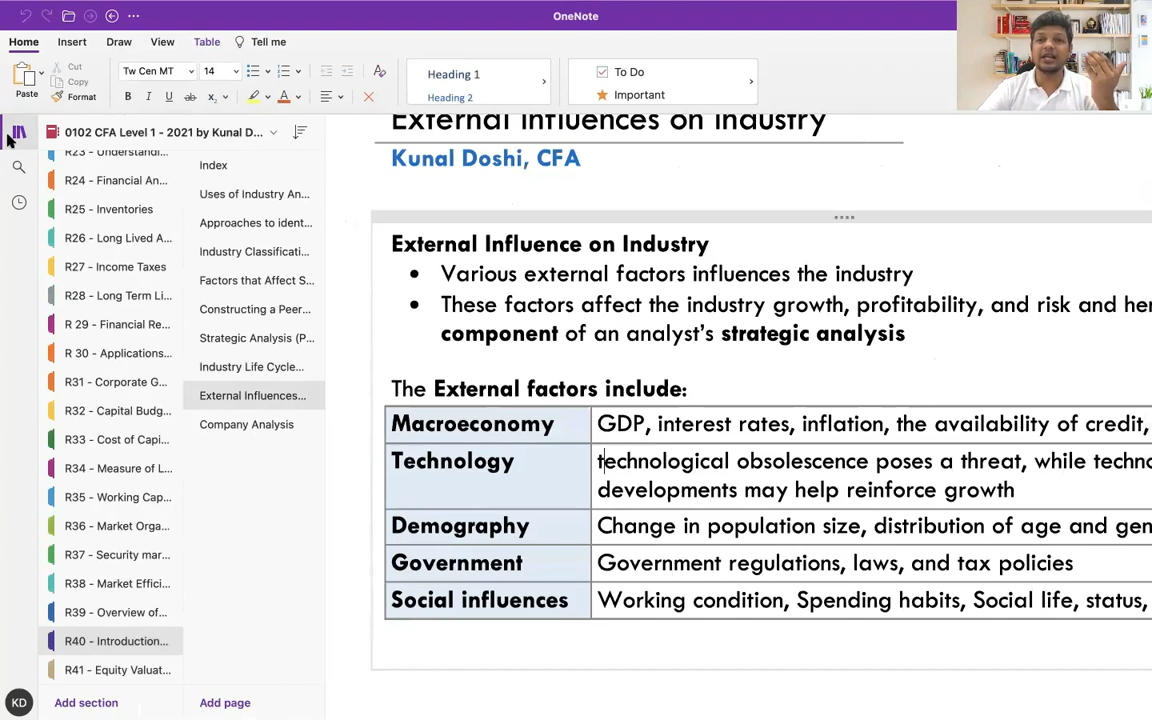 OneNote
Home Insert Draw View Table Tell me
Paste
Cut
Copy
Format
Tw Cen MT 14
B I U ab x₂ A
Heading 1
Heading 2
To Do
Important
0102 CFA Level 1 - 2021 by Kunal D...
R23 - Understandi...
R24 - Financial An...
R25 - Inventories
R26 - Long Lived A...
R27 - Income Taxes
R28 - Long Term Li...
R 29 - Financial Re...
R 30 - Applications...
R31 - Corporate G...
R32 - Capital Budg...
R33 - Cost of Capi...
R34 - Measure of L...
R35 - Working Cap...
R36 - Market Orga...
R37 - Security mar...
R38 - Market Effici...
R39 - Overview of...
R40 - Introduction...
R41 - Equity Valuat...
Add section
KD
Index
Uses of Industry An...
Approaches to ident...
Industry Classificati...
Factors that Affect S...
Constructing a Peer...
Strategic Analysis (P...
Industry Life Cycle...
External Influences...
Company Analysis
Add page
External Influences on Industry
Kunal Doshi, CFA
External Influence on Industry
• Various external factors influences the industry
• These factors affect the industry growth, profitability, and risk and
component of an analyst's strategic analysis
The External factors include:
Macroeconomy GDP, interest rates, inflation, the availability of credit,
Technology technological obsolescence poses a threat, while
developments may help reinforce growth
Demography Change in population size, distribution of age and
Government Government regulations, laws, and tax policies
Social influences Working condition, Spending habits, Social life, status,